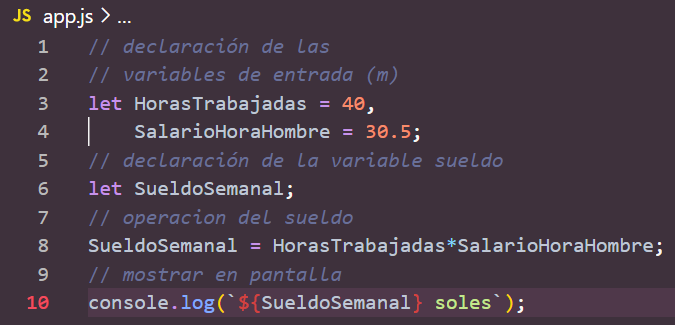 JS app.js > ...
1 // declaración de las
2 // variables de entrada (m)
3 let HorasTrabajadas = 40,
4     SalarioHoraHombre = 30.5;
5 // declaración de la variable sueldo
6 let SueldoSemanal;
7 // operacion del sueldo
8 SueldoSemanal = HorasTrabajadas*SalarioHoraHombre;
9 // mostrar en pantalla
10 console.log(`${SueldoSemanal} soles`);